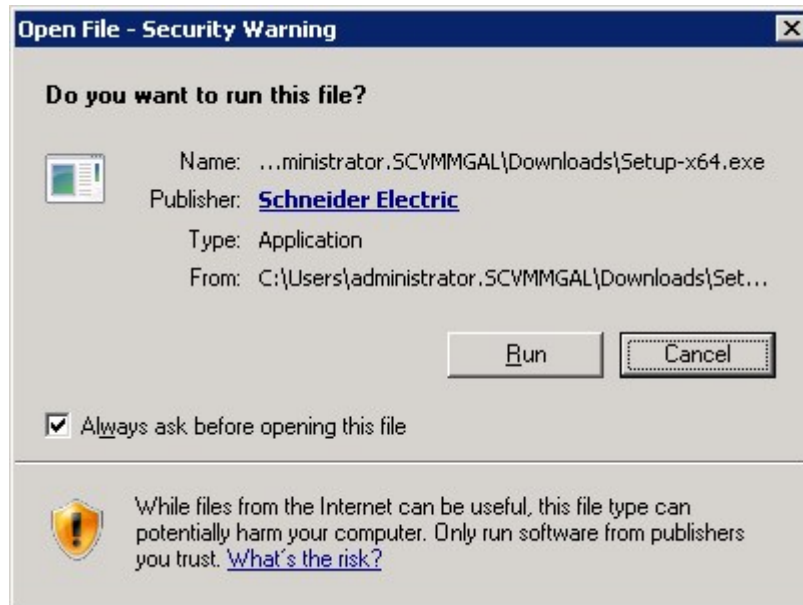 Open File - Security Warning
Do you want to run this file?
Name: ...ministrator.SCVMMGAL\Downloads\Setup-x64.exe
Publisher: Schneider Electric
Type: Application
From: C:\Users\administrator.SCVMMGAL\Downloads\Set...
Run Cancel
Always ask before opening this file
While files from the Internet can be useful, this file type can
potentially harm your computer. Only run software from publishers
you trust. What's the risk?